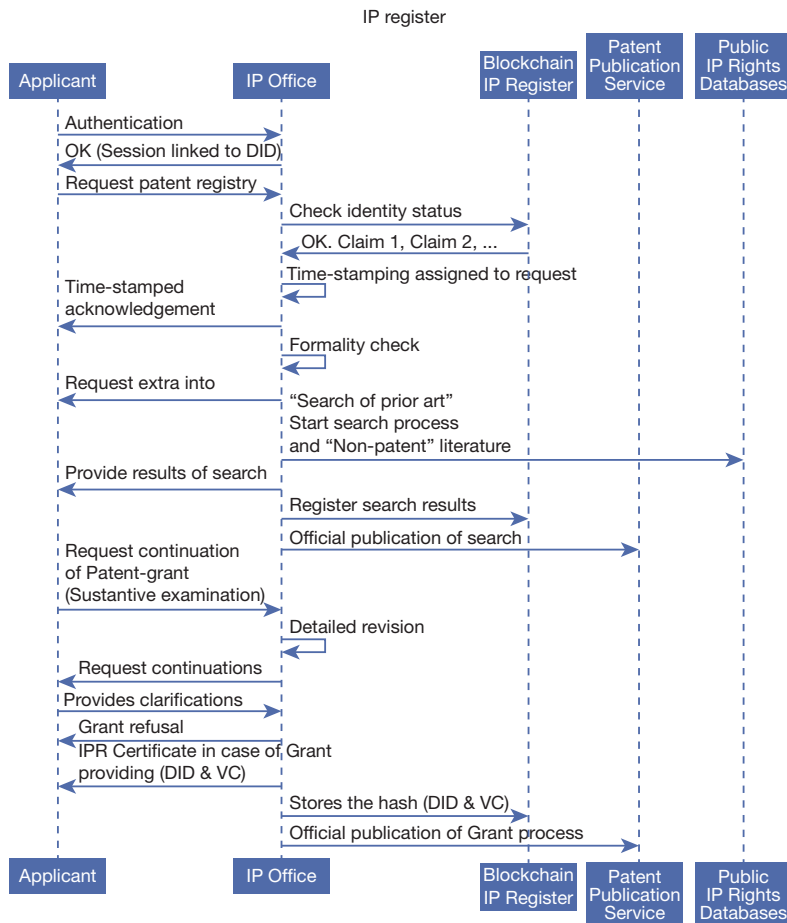 IP register
Applicant
IP Office
Blockchain
IP Register
Patent
Publication
Service
Public
IP Rights
Databases
Authentication
OK (Session linked to DID)
Request patent registry
Check identity status
OK. Claim 1, Claim 2, ...
Time-stamping assigned to request
Time-stamped
acknowledgement
Formality check
Request extra into
“Search of prior art”
Start search process
and “Non-patent” literature
Provide results of search
Register search results
Official publication of search
Request continuation
of Patent-grant
(Sustantive examination)
Detailed revision
Request continuations
Provides clarifications
Grant refusal
IPR Certificate in case of Grant
providing (DID & VC)
Stores the hash (DID & VC)
Official publication of Grant process
Applicant
IP Office
Blockchain
IP Register
Patent
Publication
Service
Public
IP Rights
Databases